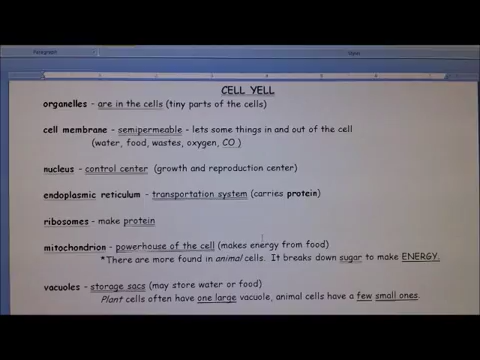 Paragraph
Styles
CELL YELL
organelles - are in the cells (tiny parts of the cells)
cell membrane - semipermeable - lets some things in and out of the cell
(water, food, wastes, oxygen, CO )
nucleus - control center (growth and reproduction center)
endoplasmic reticulum - transportation system (carries protein)
ribosomes - make protein
mitochondrion - powerhouse of the cell (makes energy from food)
*There are more found in animal cells. It breaks down sugar to make ENERGY.
vacuoles - storage sacs (may store water or food)
Plant cells often have one large vacuole, animal cells have a few small ones.